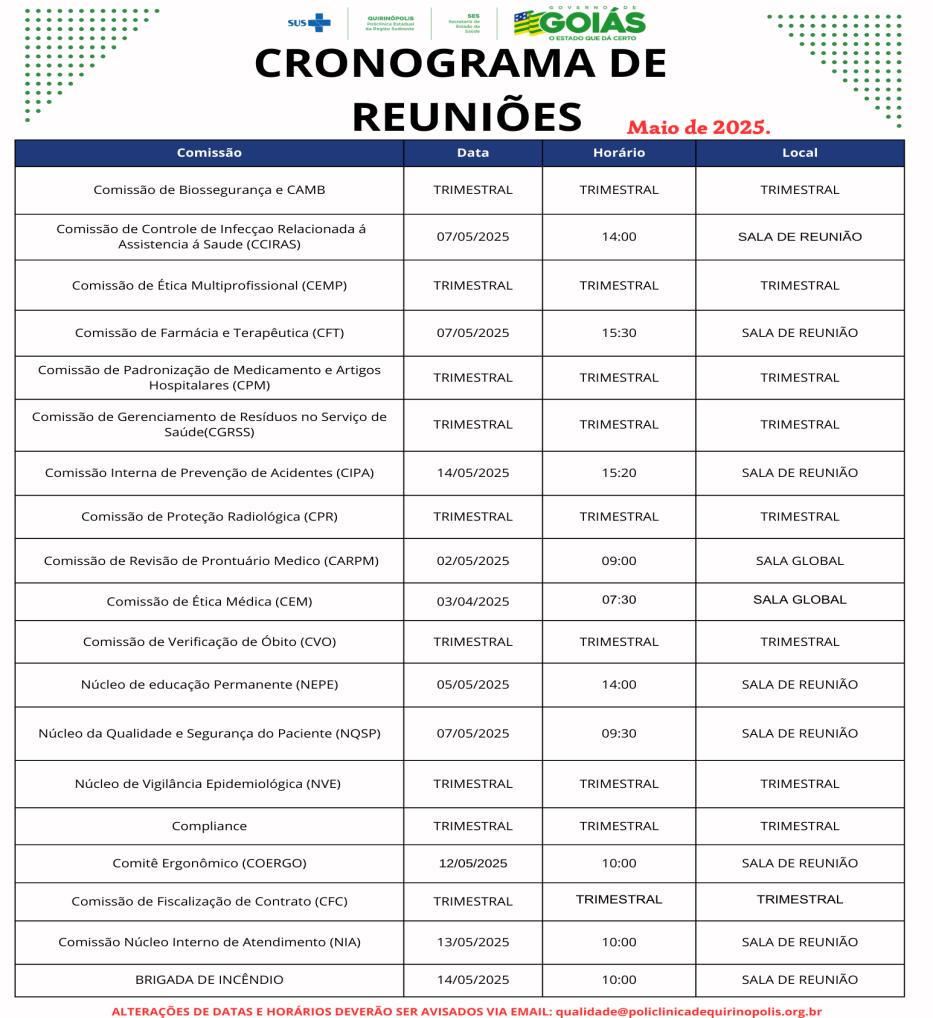 SUS
QUIRINÓPOLIS
Policlínica Estadual
da Região Sudoeste
SES
Secretaria de
Estado da
Saúde
GOVERNO DE
GOIÁS
O ESTADO QUE DÁ CERTO
CRONOGRAMA DE
REUNIÕES
Maio de 2025.
Comissão Data Horário Local
Comissão de Biossegurança e CAMB TRIMESTRAL TRIMESTRAL TRIMESTRAL
Comissão de Controle de Infecçao Relacionada á
Assistencia á Saude (CCIRAS) 07/05/2025 14:00 SALA DE REUNIÃO
Comissão de Ética Multiprofissional (CEMP) TRIMESTRAL TRIMESTRAL TRIMESTRAL
Comissão de Farmácia e Terapêutica (CFT) 07/05/2025 15:30 SALA DE REUNIÃO
Comissão de Padronização de Medicamento e Artigos
Hospitalares (CPM) TRIMESTRAL TRIMESTRAL TRIMESTRAL
Comissão de Gerenciamento de Resíduos no Serviço de
Saúde(CGRSS) TRIMESTRAL TRIMESTRAL TRIMESTRAL
Comissão Interna de Prevenção de Acidentes (CIPA) 14/05/2025 15:20 SALA DE REUNIÃO
Comissão de Proteção Radiológica (CPR) TRIMESTRAL TRIMESTRAL TRIMESTRAL
Comissão de Revisão de Prontuário Medico (CARPM) 02/05/2025 09:00 SALA GLOBAL
Comissão de Ética Médica (CEM) 03/04/2025 07:30 SALA GLOBAL
Comissão de Verificação de Óbito (CVO) TRIMESTRAL TRIMESTRAL TRIMESTRAL
Núcleo de educação Permanente (NEPE) 05/05/2025 14:00 SALA DE REUNIÃO
Núcleo da Qualidade e Segurança do Paciente (NQSP) 07/05/2025 09:30 SALA DE REUNIÃO
Núcleo de Vigilância Epidemiológica (NVE) TRIMESTRAL TRIMESTRAL TRIMESTRAL
Compliance TRIMESTRAL TRIMESTRAL TRIMESTRAL
Comitê Ergonômico (COERGO) 12/05/2025 10:00 SALA DE REUNIÃO
Comissão de Fiscalização de Contrato (CFC) TRIMESTRAL TRIMESTRAL TRIMESTRAL
Comissão Núcleo Interno de Atendimento (NIA) 13/05/2025 10:00 SALA DE REUNIÃO
BRIGADA DE INCÊNDIO 14/05/2025 10:00 SALA DE REUNIÃO
ALTERAÇÕES DE DATAS E HORÁRIOS DEVERÃO SER AVISADOS VIA EMAIL: qualidade@policlinicadequirinopolis.org.br